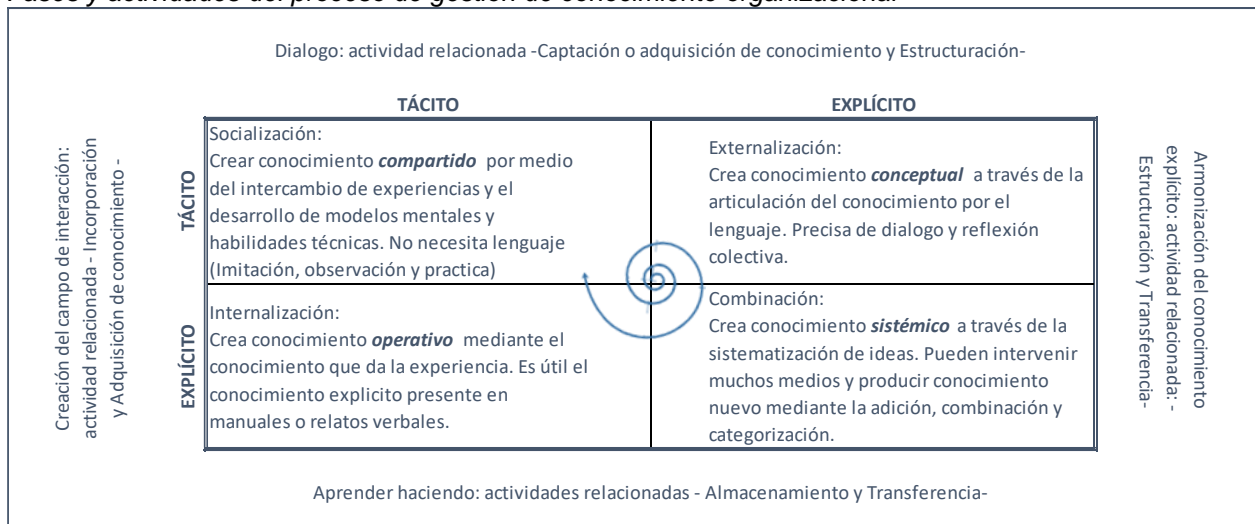 Dialogo: actividad relacionada -Captación o adquisición de conocimiento y Estructuración-
TÁCITO
EXPLÍCITO
Creación del campo de interacción:
actividad relacionada - Incorporación
y Adquisición de conocimiento -
TÁCITO
Socialización:
Crear conocimiento compartido por medio
del intercambio de experiencias y el
desarrollo de modelos mentales y
habilidades técnicas. No necesita lenguaje
(Imitación, observación y practica)
Externalización:
Crea conocimiento conceptual a través de la
articulación del conocimiento por el
lenguaje. Precisa de dialogo y reflexión
colectiva.
EXPLÍCITO
Internalización:
Crea conocimiento operativo mediante el
conocimiento que da la experiencia. Es útil el
conocimiento explicito presente en
manuales o relatos verbales.
Combinación:
Crea conocimiento sistémico a través de la
sistematización de ideas. Pueden intervenir
muchos medios y producir conocimiento
nuevo mediante la adición, combinación y
categorización.
Armonización del conocimiento
explícito: actividad relacionada: -
Estructuración y Transferencia-
Aprender haciendo: actividades relacionadas - Almacenamiento y Transferencia-